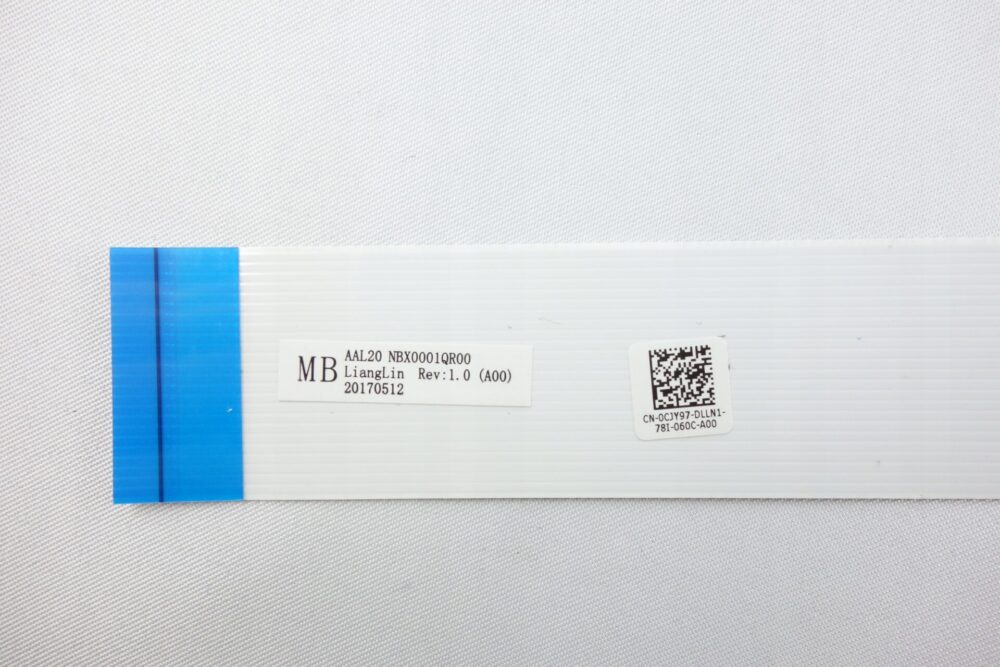 MB
AAL20 NBX0001QR00
LiangLin Rev:1.0 (A00)
20170512
CN-0CJY97-DLLN1-
78I-060C-A00